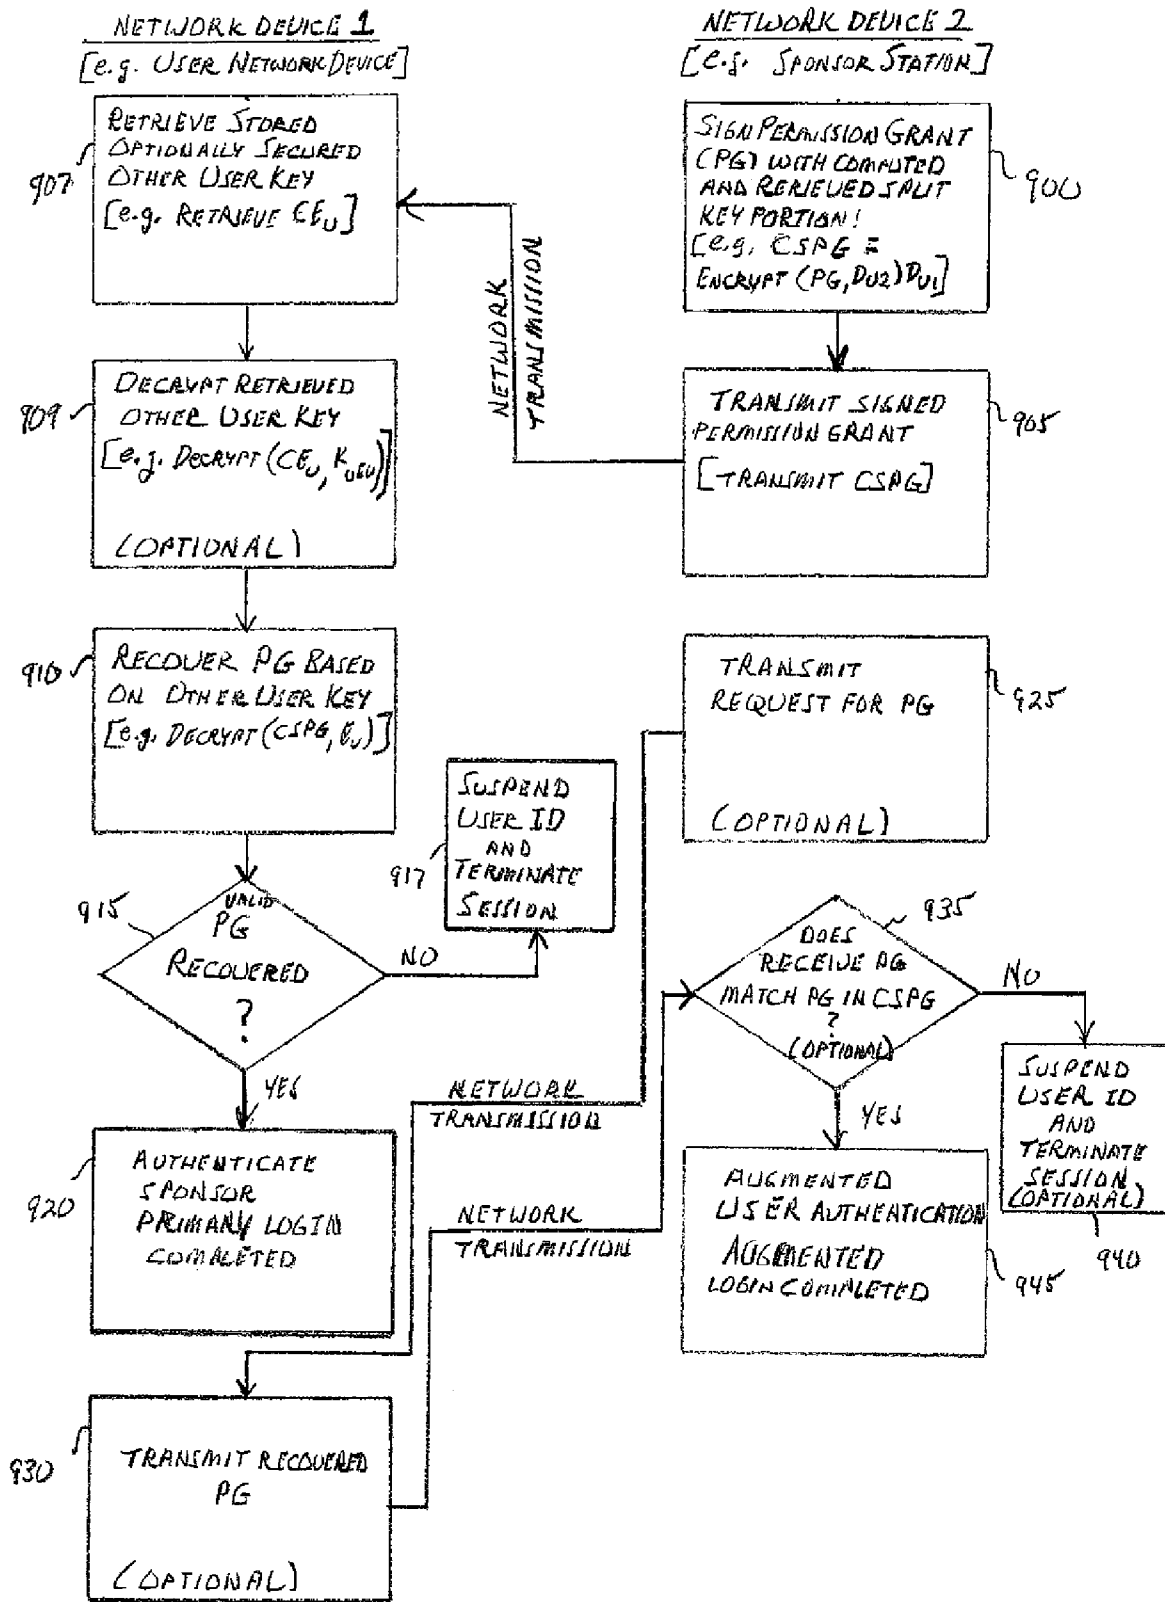 NETWORK DEVICE 1
[e.g. USER NETWORK DEVICE]
RETRIEVE STORED
OPTIONALLY SECURED
OTHER USER KEY
[e.g. RETRIEVE CEU]
907
DECRYPT RETRIEVED
OTHER USER KEY
[e.g. DECRYPT (CEU, KUEU)]
(OPTIONAL)
909
RECOVER PG BASED
ON OTHER USER KEY
[e.g. DECRYPT (CSPG, EU)]
910
VALID
PG
RECOVERED
?
915
NO
SUSPEND
USER ID
AND
TERMINATE
SESSION
917
YES
AUTHENTICATE
SPONSOR
PRIMARY LOGIN
COMPLETED
920
TRANSMIT RECOVERED
PG
(OPTIONAL)
930
NETWORK
TRANSMISSION
NETWORK
TRANSMISSION
NETWORK
TRANSMISSION
NETWORK DEVICE 2
[e.g. SPONSOR STATION]
SIGN PERMISSION GRANT
(PG) WITH COMPUTED
AND RERIEVED SPLIT
KEY PORTION!
[e.g. CSPG =
ENCRYPT (PG, DU2) DU1]
900
TRANSMIT SIGNED
PERMISSION GRANT
[TRANSMIT CSPG]
905
TRANSMIT
REQUEST FOR PG
(OPTIONAL)
925
DOES
RECEIVE PG
MATCH PG IN CSPG
?
(OPTIONAL)
935
NO
SUSPEND
USER ID
AND
TERMINATE
SESSION
(OPTIONAL)
940
YES
AUGMENTED
USER AUTHENTICATION
AUGMENTED
LOGIN COMPLETED
945